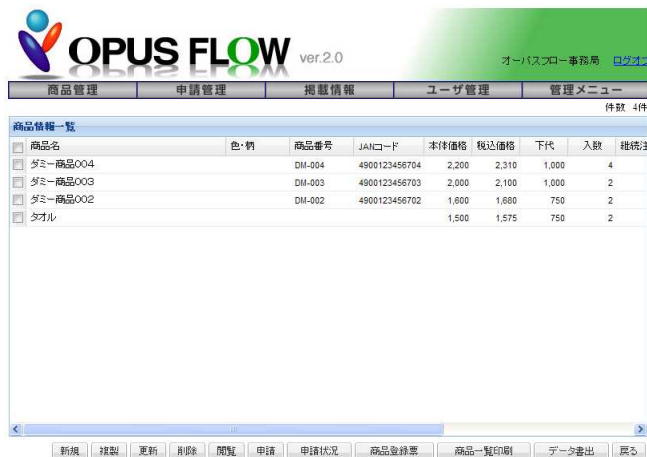 OPUS FLOW ver.2.0
オーパスフロー事務局 ログオフ
商品管理 申請管理 掲載情報 ユーザ管理 管理メニュー
件数 4件
商品情報一覧
商品名 色・柄 商品番号 JANコード 本体価格 税込価格 下代 入数 継続注
ダミー商品004 DM-004 4900123456704 2,200 2,310 1,000 4
ダミー商品003 DM-003 4900123456703 2,000 2,100 1,000 2
ダミー商品002 DM-002 4900123456702 1,600 1,680 750 2
タオル 1,500 1,575 750 2
新規 複製 更新 削除 閲覧 申請 申請状況 商品登録票 商品一覧印刷 データ書出 戻る